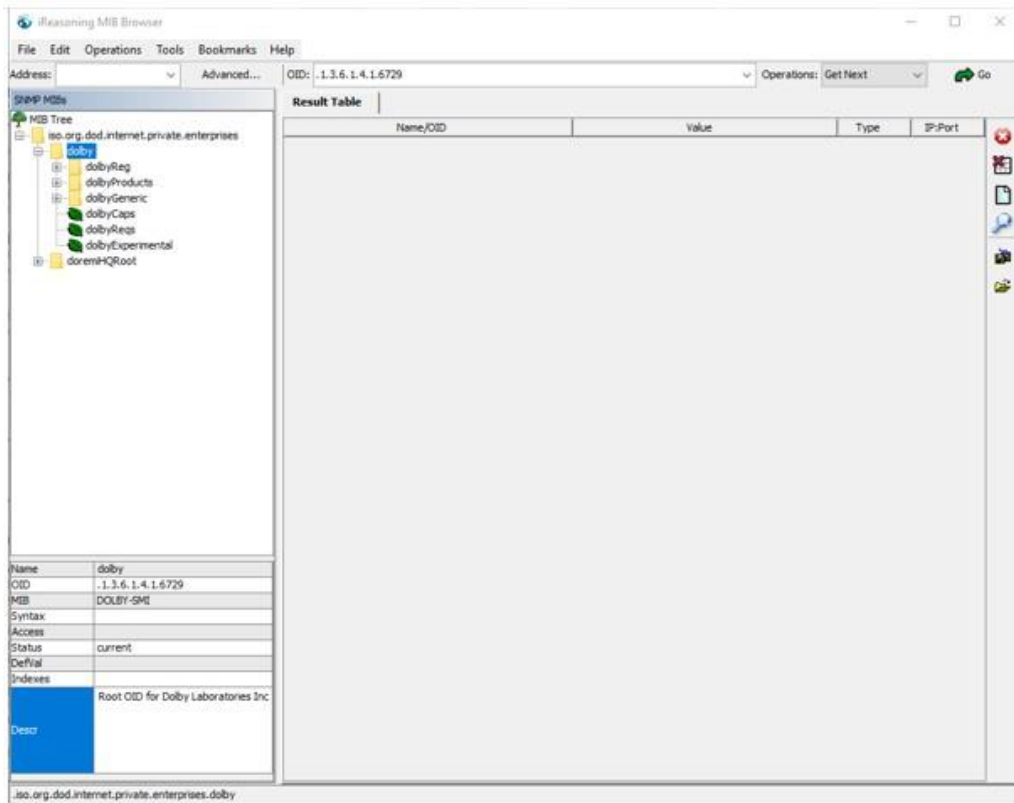 iReasoning MIB Browser
File Edit Operations Tools Bookmarks Help
Address: Advanced... OID: .1.3.6.1.4.1.6729 Operations: Get Next Go
SNMP MIBs
Result Table
MIB Tree
Name/OID Value Type IP:Port
iso.org.dod.internet.private.enterprises
dolby
dolbyReg
dolbyProducts
dolbyGeneric
dolbyCaps
dolbyReqs
dolbyExperimental
doremiHQRoot
Name dolby
OID .1.3.6.1.4.1.6729
MIB DOLBY-SMI
Syntax
Access
Status current
DefVal
Indexes
Descr Root OID for Dolby Laboratories Inc
.iso.org.dod.internet.private.enterprises.dolby